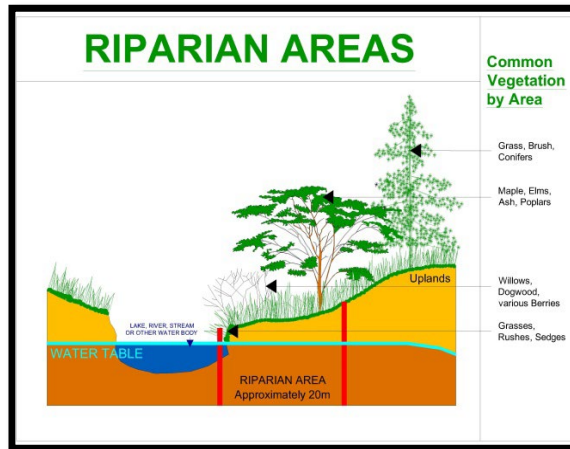 RIPARIAN AREAS
Common
Vegetation
by Area
Grass, Brush,
Conifers
Maple, Elms,
Ash, Poplars
Uplands
Willows,
Dogwood,
various Berries
LAKE, RIVER, STREAM
OR OTHER WATER BODY
Grasses,
Rushes, Sedges
WATER TABLE
RIPARIAN AREA
Approximately 20m